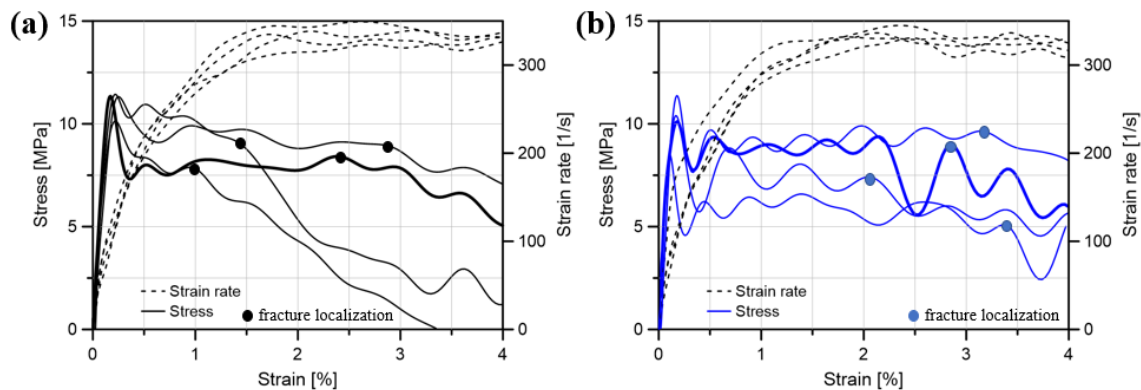 (a)
15
10
5
0
Stress [MPa]
300
200
100
0
Strain rate [1/s]
Strain rate
Stress
fracture localization
0 1 2 3 4
Strain [%]
(b)
15
10
5
0
Stress [MPa]
300
200
100
0
Strain rate [1/s]
Strain rate
Stress
fracture localization
0 1 2 3 4
Strain [%]